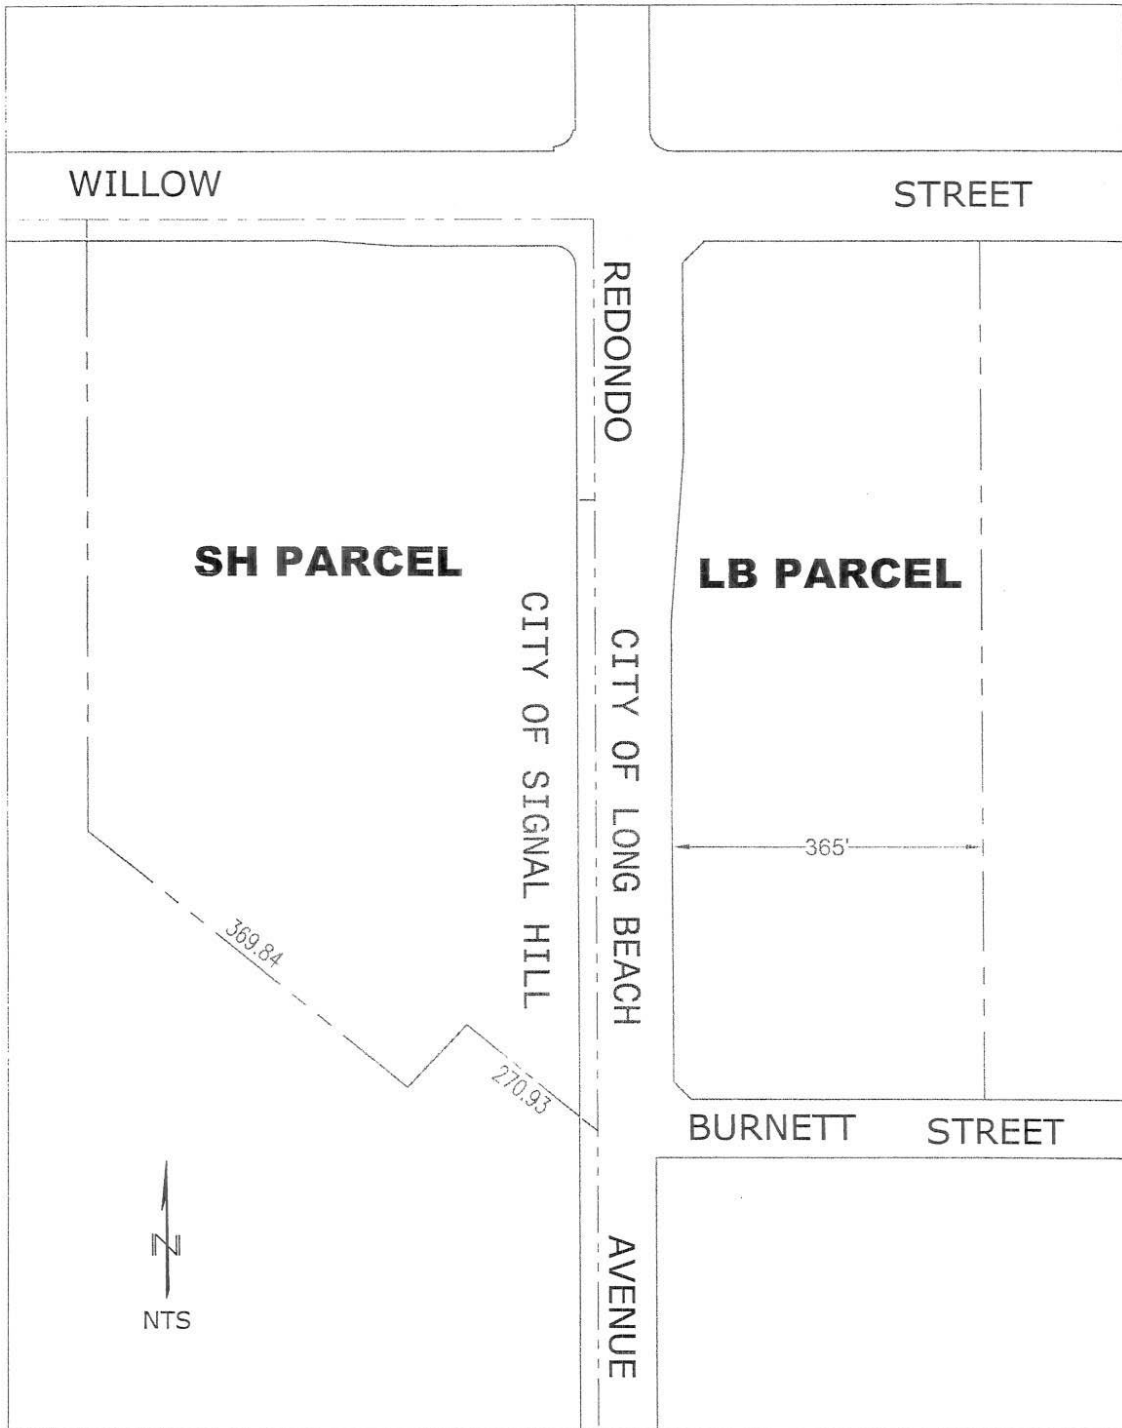 WILLOW
STREET
REDONDO
SH PARCEL
LB PARCEL
CITY OF SIGNAL HILL
CITY OF LONG BEACH
365'
369.84
270.93
BURNETT STREET
N
NTS
AVENUE